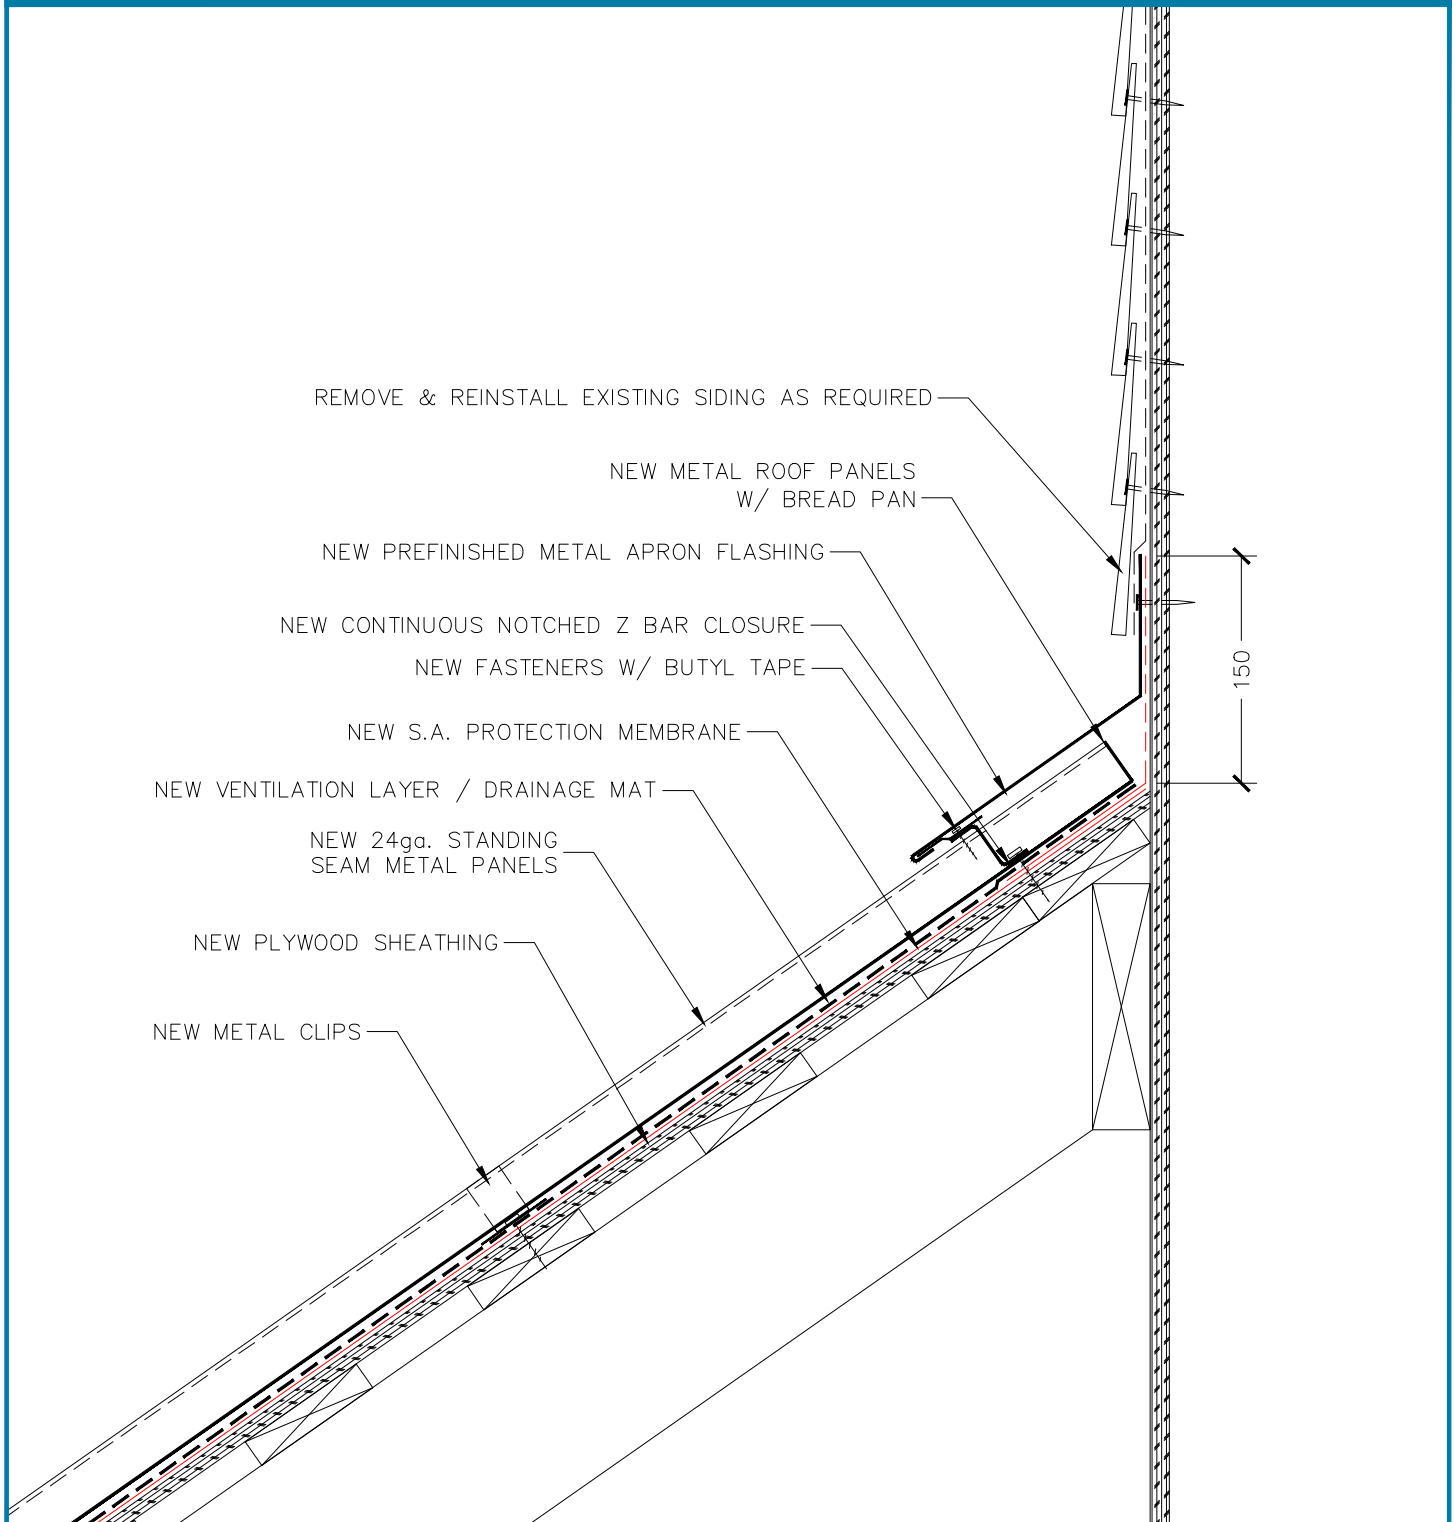 REMOVE & REINSTALL EXISTING SIDING AS REQUIRED
NEW METAL ROOF PANELS
W/ BREAD PAN
NEW PREFINISHED METAL APRON FLASHING
NEW CONTINUOUS NOTCHED Z BAR CLOSURE
NEW FASTENERS W/ BUTYL TAPE
150
NEW S.A. PROTECTION MEMBRANE
NEW VENTILATION LAYER / DRAINAGE MAT
NEW 24ga. STANDING
SEAM METAL PANELS
NEW PLYWOOD SHEATHING
NEW METAL CLIPS